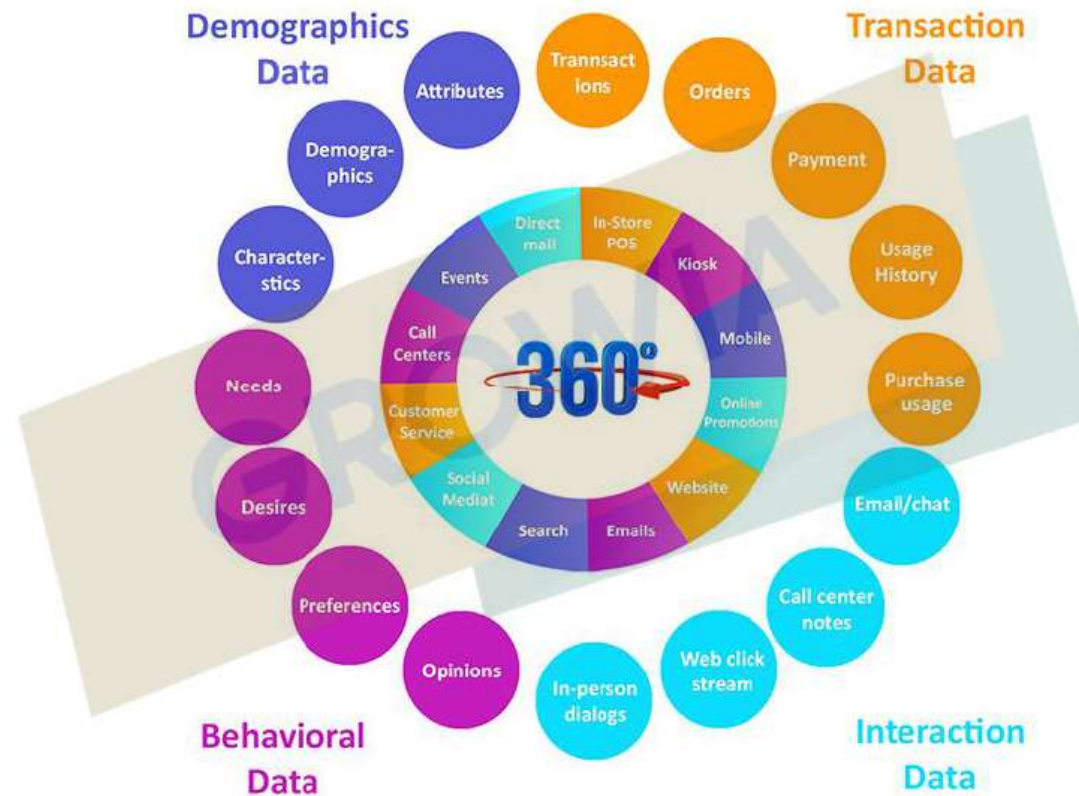 Demographics
Data
Transaction
Data
Attributes
Trannsact
ions
Orders
Demogra-
phics
Payment
Character-
stics
Usage
History
Needs
Purchase
usage
Desires
Email/chat
Preferences
Call center
notes
Opinions
Web click
stream
In-person
dialogs
Direct
mail
In-Store
POS
Kiosk
Mobile
Online
Promotions
Website
Emails
Search
Social
Mediat
Customer
Service
Call
Centers
Events
360°
GROWIA
Behavioral
Data
Interaction
Data